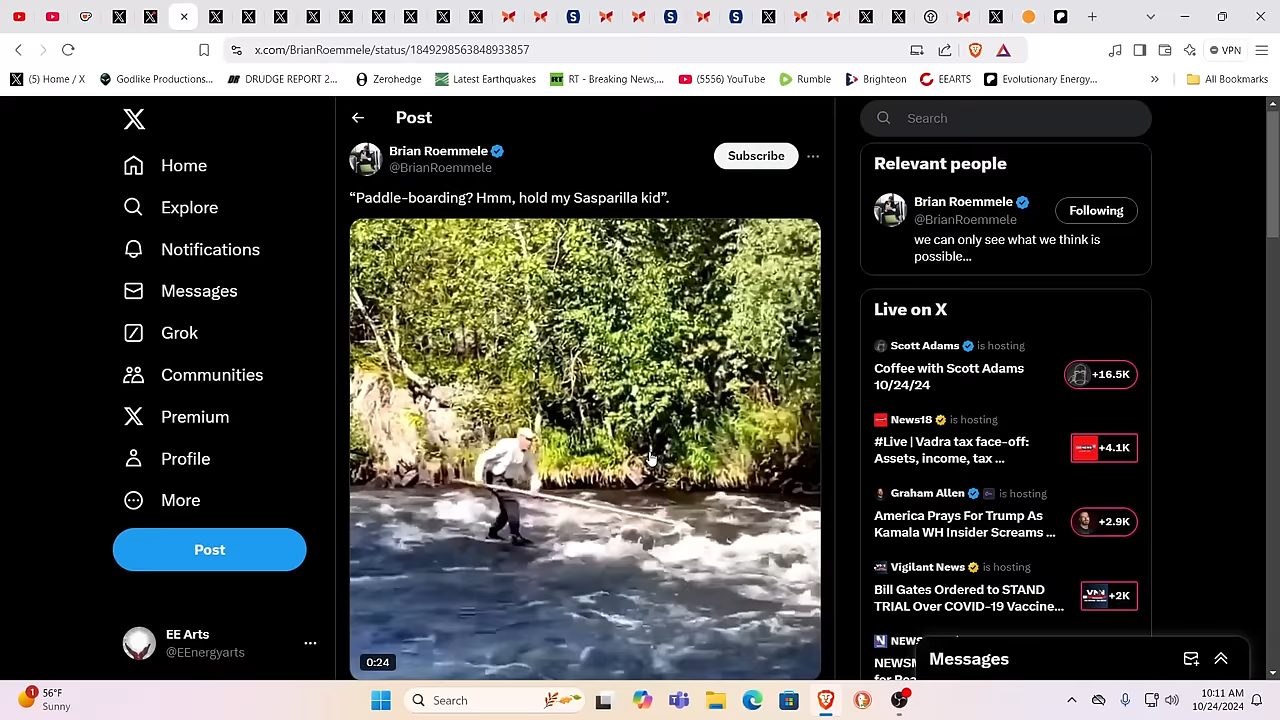 x.com/BrianRoemmele/status/1849298563848933857
VPN
(5) Home / X
Godlike Productions...
DRUDGE REPORT 2...
Zerohedge
Latest Earthquakes
RT - Breaking News,...
(5556) YouTube
Rumble
Brighteon
EEARTS
Evolutionary Energy...
»
All Bookmarks
Home
Explore
Notifications
Messages
Grok
Communities
Premium
Profile
More
Post
EE Arts
@EEnergyarts
Post
Brian Roemmele
@BrianRoemmele
Subscribe
“Paddle-boarding? Hmm, hold my Sasparilla kid”.
0:24
Search
Relevant people
Brian Roemmele
@BrianRoemmele
Following
we can only see what we think is
possible...
Live on X
Scott Adams is hosting
Coffee with Scott Adams
10/24/24
+16.5K
News18 is hosting
#Live | Vadra tax face-off:
Assets, income, tax ...
+4.1K
Graham Allen is hosting
America Prays For Trump As
Kamala WH Insider Screams ...
+2.9K
Vigilant News is hosting
Bill Gates Ordered to STAND
TRIAL Over COVID-19 Vaccine...
+2K
Messages
1
56°F
Sunny
Search
10:11 AM
10/24/2024